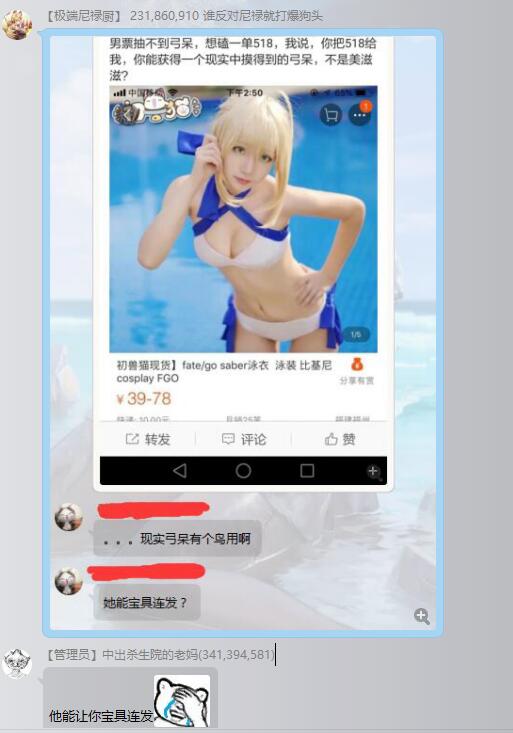 【极端尼禄厨】 231,860,910 谁反对尼禄就打爆狗头
男票抽不到弓呆，想磕一单518，我说，你把518给
我，你能获得一个现实中摸得到的弓呆，不是美滋
滋？
中国移动 下午2:50 65%
初兽猫
1
1/5
初兽猫现货】fate/go saber泳衣 泳装 比基尼
cosplay FGO
分享有赏
¥39-78
快递: 10.00元 月销25笔 福建福州
转发 评论 赞
。。。现实弓呆有个鸟用啊
她能宝具连发？
【管理员】中出杀生院的老妈(341,394,581)
他能让你宝具连发